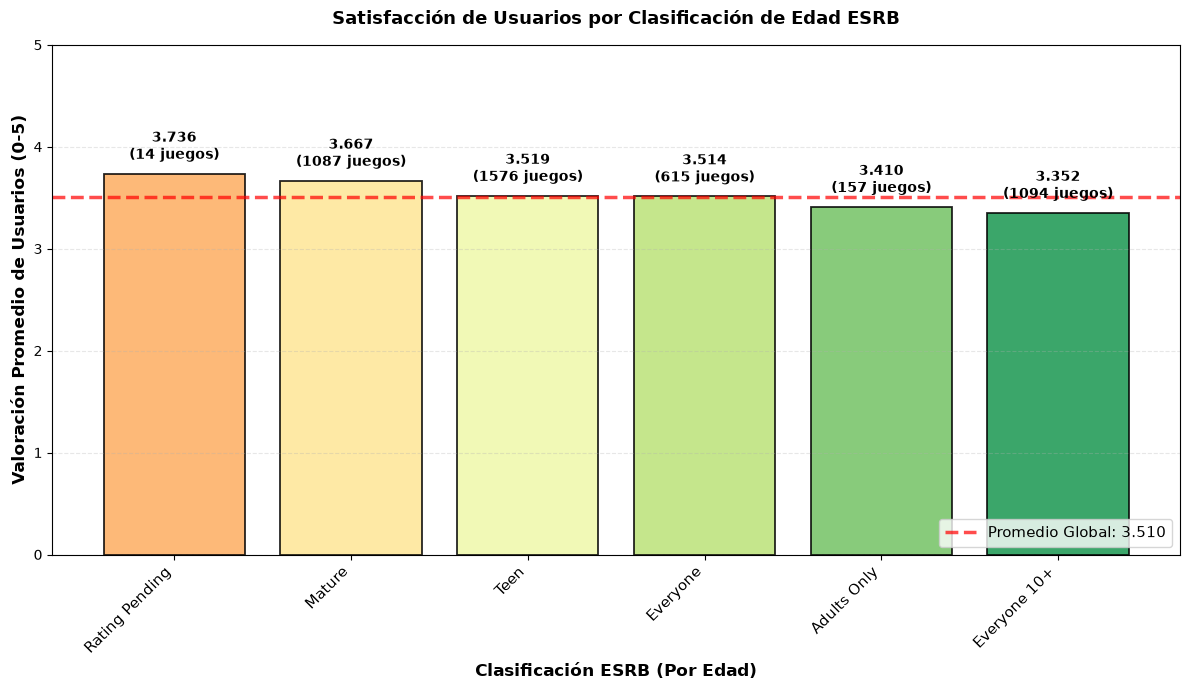 Satisfacción de Usuarios por Clasificación de Edad ESRB
Valoración Promedio de Usuarios (0-5)
5
4
3
2
1
0
3.736
(14 juegos)
3.667
(1087 juegos)
3.519
(1576 juegos)
3.514
(615 juegos)
3.410
(157 juegos)
3.352
(1094 juegos)
Promedio Global: 3.510
Rating Pending
Mature
Teen
Everyone
Adults Only
Everyone 10+
Clasificación ESRB (Por Edad)